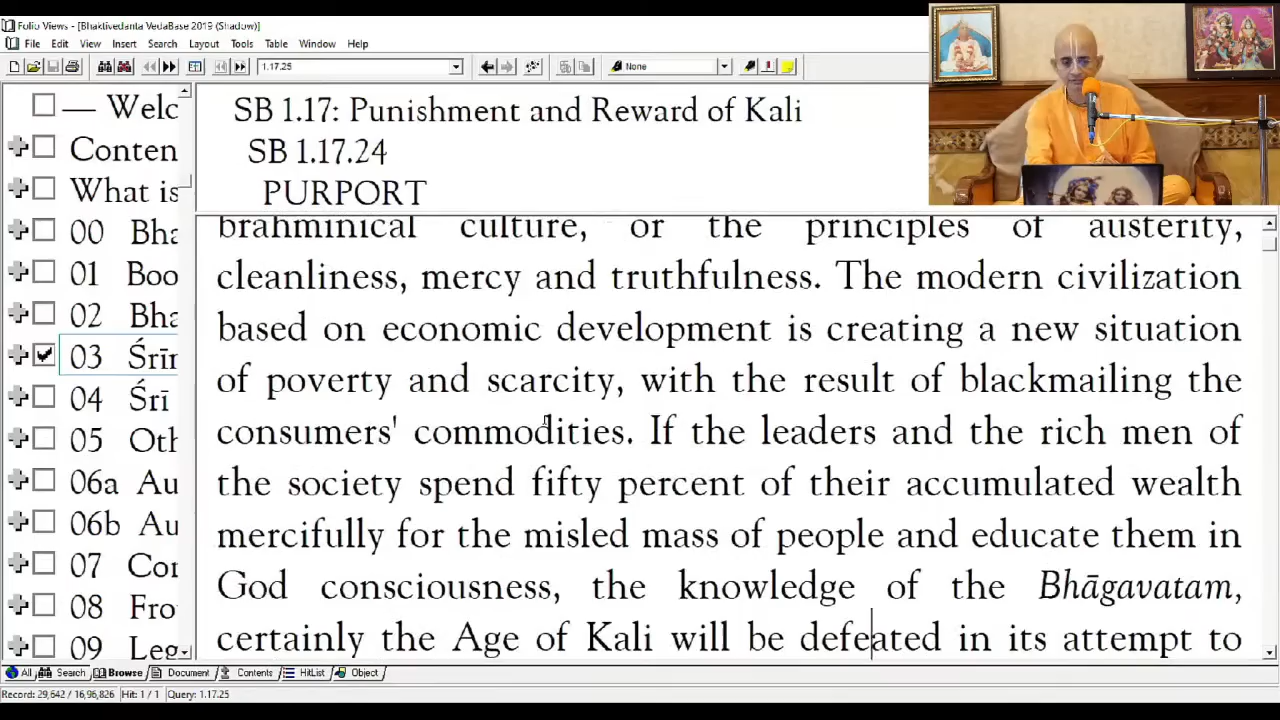 Folio Views - [Bhaktivedanta VedaBase 2019 (Shadow)]
File Edit View Insert Search Layout Tools Table Window Help
1.17.25
None
— Welc
Conten
What is
00 Bha
01 Boo
02 Bha
03 Śrīn
04 Śrī
05 Oth
06a Au
06b Au
07 Cor
08 Fro
09 Leg
SB 1.17: Punishment and Reward of Kali
SB 1.17.24
PURPORT
brahminical culture, or the principles of austerity,
cleanliness, mercy and truthfulness. The modern civilization
based on economic development is creating a new situation
of poverty and scarcity, with the result of blackmailing the
consumers' commodities. If the leaders and the rich men of
the society spend fifty percent of their accumulated wealth
mercifully for the misled mass of people and educate them in
God consciousness, the knowledge of the Bhāgavatam,
certainly the Age of Kali will be defeated in its attempt to
All Search Browse Document Contents HitList Object
Record: 29,642 / 16,96,826 Hit: 1 / 1 Query: 1.17.25